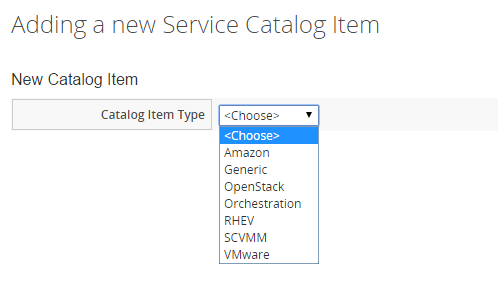 Adding a new Service Catalog Item
New Catalog Item
Catalog Item Type <Choose>
<Choose>
Amazon
Generic
OpenStack
Orchestration
RHEV
SCVMM
VMware